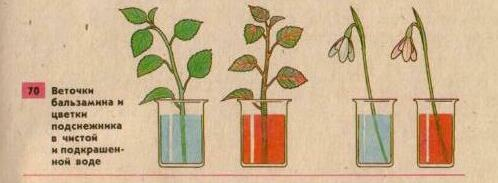 70 Веточки
бальзамина и
цветки
подснежника
в чистой
и подкрашен-
ной воде